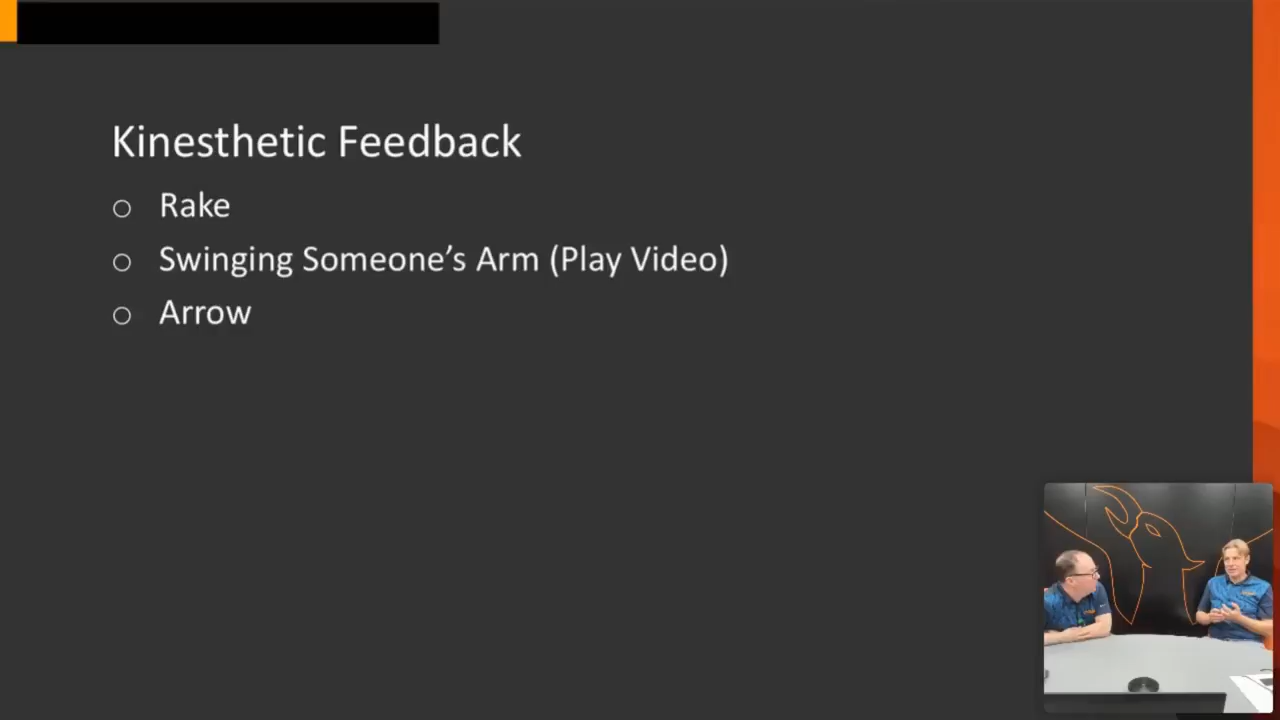 Kinesthetic Feedback
○ Rake
○ Swinging Someone’s Arm (Play Video)
○ Arrow